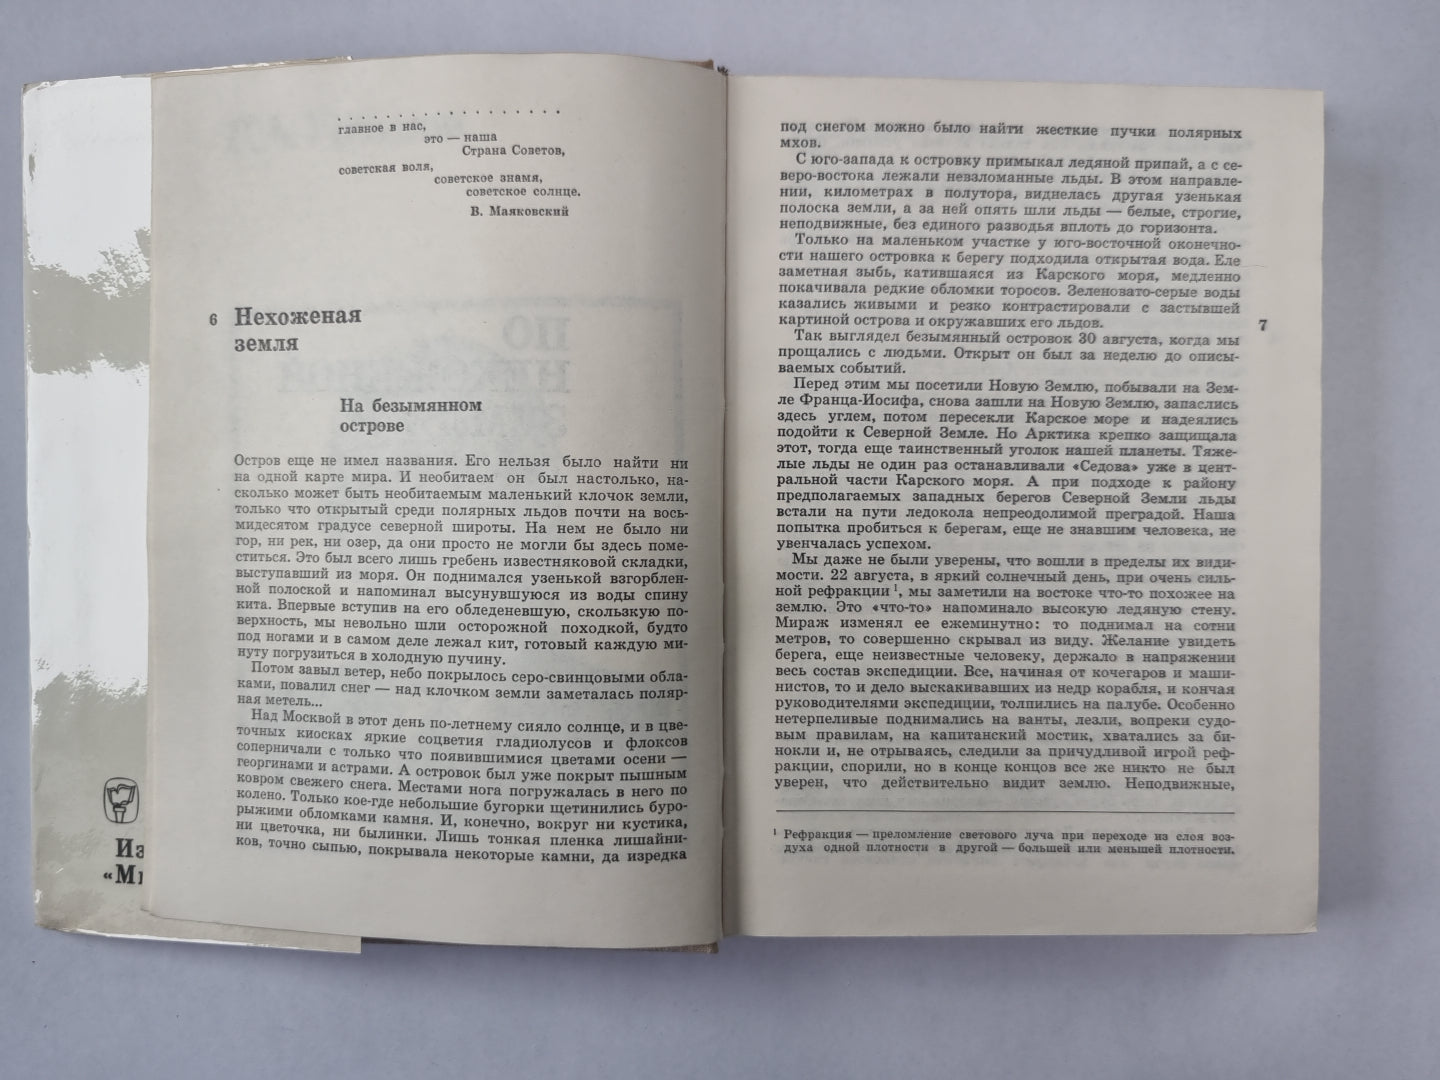 . . . . . . . . . . . . . . . . . .
главное в нас,
это — наша
Страна Советов,
советская воля,
советское знамя,
советское солнце.
В. Маяковский
6 Нехоженая
земля
На безымянном
острове
Остров еще не имел названия. Его нельзя было найти ни
на одной карте мира. И необитаем он был настолько, на-
сколько может быть необитаемым маленький клочок земли,
только что открытый среди полярных льдов почти на вось-
мидесятом градусе северной широты. На нем не было ни
гор, ни рек, ни озер, да они просто не могли бы здесь поме-
ститься. Это был всего лишь гребень известняковой складки,
выступавший из моря. Он поднимался узенькой взгорблен-
ной полоской и напоминал высунувшуюся из воды спину
кита. Впервые вступив на его обледеневшую, скользкую по-
верхность, мы невольно шли осторожной походкой, будто
под ногами и в самом деле лежал кит, готовый каждую ми-
нуту погрузиться в холодную пучину.
Потом завыл ветер, небо покрылось серо-свинцовыми обла-
ками, повалил снег — над клочком земли заметалась поляр-
ная метель...
Над Москвой в этот день по-летнему сияло солнце, и в цве-
точных киосках яркие соцветия гладиолусов и флоксов
соперничали с только что появившимися цветами осени —
георгинами и астрами. А островок был уже покрыт пышным
ковром свежего снега. Местами нога погружалась в него по
колено. Только кое-где небольшие бугорки щетинились буро-
рыжими обломками камня. И, конечно, вокруг ни кустика,
ни цветочка, ни былинки. Лишь тонкая пленка лишайни-
ков, точно сыпью, покрывала некоторые камни, да изредка
Из
«Мы
под снегом можно было найти жесткие пучки полярных
мхов.
С юго-запада к островку примыкал ледяной припай, а с се-
веро-востока лежали невзломанные льды. В этом направле-
нии, километрах в полутора, виднелась другая узенькая
полоска земли, а за ней опять шли льды — белые, строгие,
неподвижные, без единого разводья вплоть до горизонта.
Только на маленьком участке у юго-восточной оконечно-
сти нашего островка к берегу подходила открытая вода. Еле
заметная зыбь, катившаяся из Карского моря, медленно
покачивала редкие обломки торосов. Зеленовато-серые воды
казались живыми и резко контрастировали с застывшей
картиной острова и окружавших его льдов.
7
Так выглядел безымянный островок 30 августа, когда мы
прощались с людьми. Открыт он был за неделю до описы-
ваемых событий.
Перед этим мы посетили Новую Землю, побывали на Зем-
ле Франца-Иосифа, снова зашли на Новую Землю, запаслись
здесь углем, потом пересекли Карское море и надеялись
подойти к Северной Земле. Но Арктика крепко защищала
этот, тогда еще таинственный уголок нашей планеты. Тяже-
лые льды не один раз останавливали «Седова» уже в цент-
ральной части Карского моря. А при подходе к району
предполагаемых западных берегов Северной Земли льды
встали на пути ледокола непреодолимой преградой. Наша
попытка пробиться к берегам, еще не знавшим человека, не
увенчалась успехом.
Мы даже не были уверены, что вошли в пределы их види-
мости. 22 августа, в яркий солнечный день, при очень силь-
ной рефракции ¹, мы заметили на востоке что-то похожее на
землю. Это «что-то» напоминало высокую ледяную стену.
Мираж изменял ее ежеминутно: то поднимал на сотни
метров, то совершенно скрывал из виду. Желание увидеть
берега, еще неизвестные человеку, держало в напряжении
весь состав экспедиции. Все, начиная от кочегаров и маши-
нистов, то и дело выскакивавших из недр корабля, и кончая
руководителями экспедиции, толпились на палубе. Особенно
нетерпеливые поднимались на ванты, лезли, вопреки судо-
вым правилам, на капитанский мостик, хватались за би-
нокли и, не отрываясь, следили за причудливой игрой реф-
ракции, спорили, но в конце концов все же никто не был
уверен, что действительно видит землю. Неподвижные,
¹ Рефракция — преломление светового луча при переходе из слоя воз-
духа одной плотности в другой — большей или меньшей плотности.